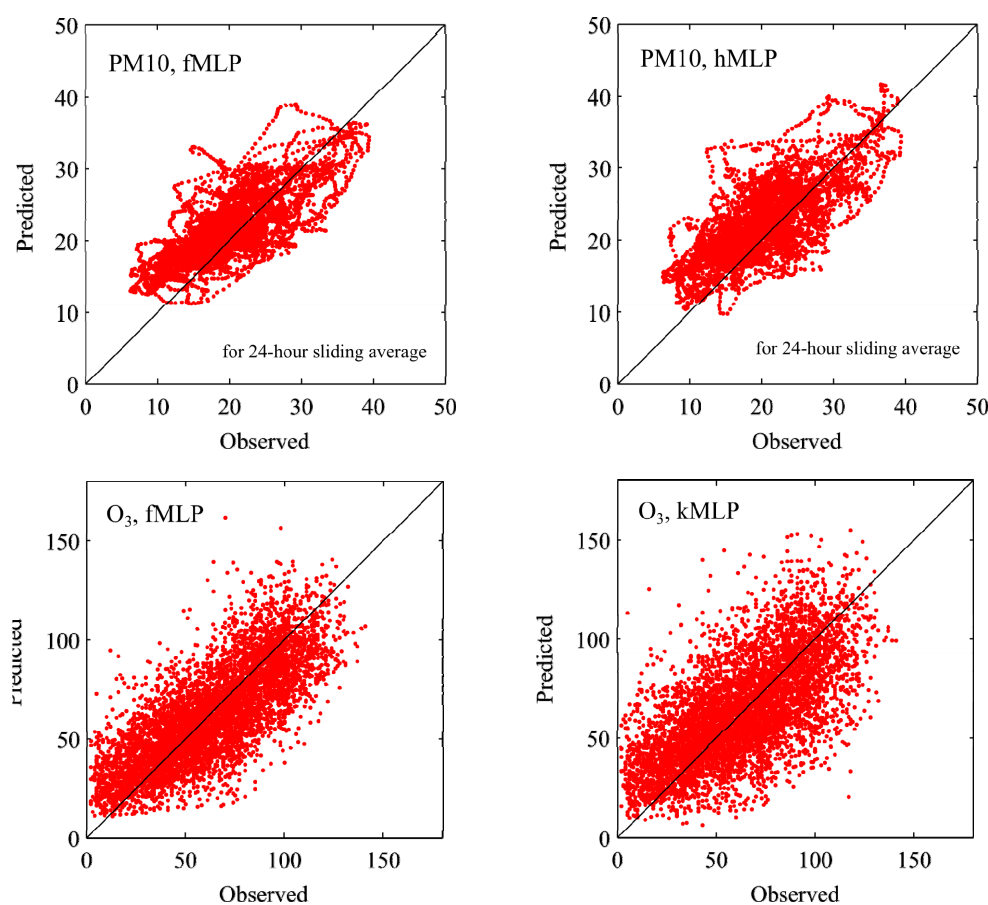 50
40
30
20
10
0
Predicted
PM10, fMLP
for 24-hour sliding average
0 10 20 30 40 50
Observed
50
40
30
20
10
0
Predicted
PM10, hMLP
for 24-hour sliding average
0 10 20 30 40 50
Observed
150
100
50
0
Predicted
O₃, fMLP
0 50 100 150
Observed
150
100
50
0
Predicted
O₃, kMLP
0 50 100 150
Observed